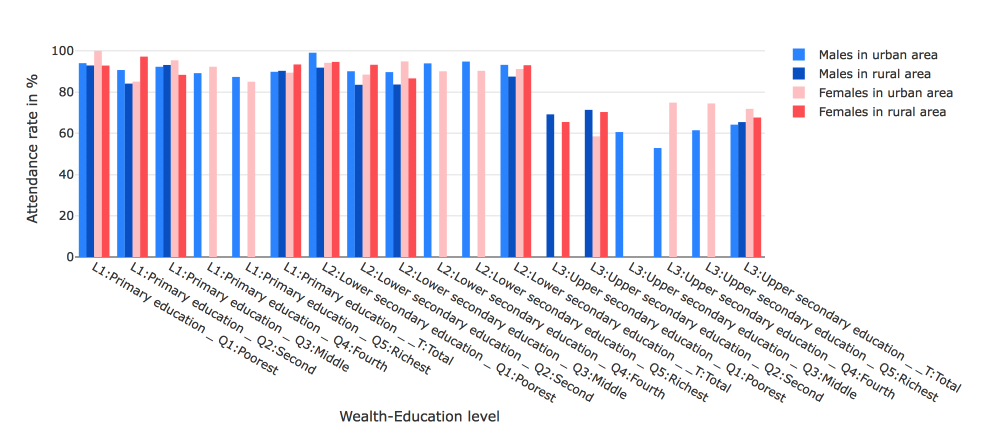 100
80
60
40
20
0
Attendance rate in %
L1:Primary education _ Q1:Poorest
L1:Primary education _ Q2:Second
L1:Primary education _ Q3:Middle
L1:Primary education _ Q4:Fourth
L1:Primary education _ Q5:Richest
L1:Primary education _ _T:Total
L2:Lower secondary education _ Q1:Poorest
L2:Lower secondary education _ Q2:Second
L2:Lower secondary education _ Q3:Middle
L2:Lower secondary education _ Q4:Fourth
L2:Lower secondary education _ Q5:Richest
L2:Lower secondary education _ _T:Total
L3:Upper secondary education _ Q1:Poorest
L3:Upper secondary education _ Q2:Second
L3:Upper secondary education _ Q3:Middle
L3:Upper secondary education _ Q4:Fourth
L3:Upper secondary education _ Q5:Richest
L3:Upper secondary education _ _T:Total
Wealth-Education level
Males in urban area
Males in rural area
Females in urban area
Females in rural area